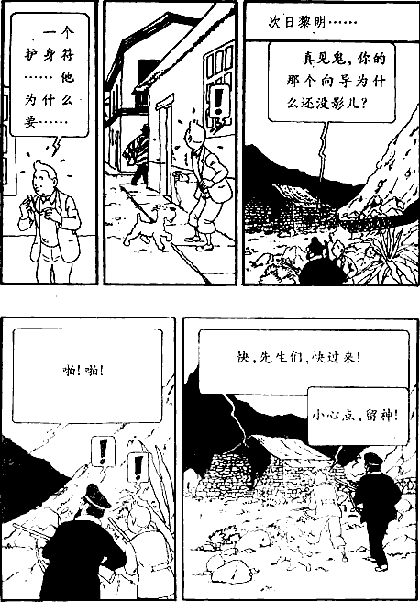 一个
护身符
……他
为什么
要……
!
次日黎明……
真见鬼，你的
那个向导为什
么还没影儿？
啪！啪！
!
!
快，先生们，快过来！
小心点，留神！